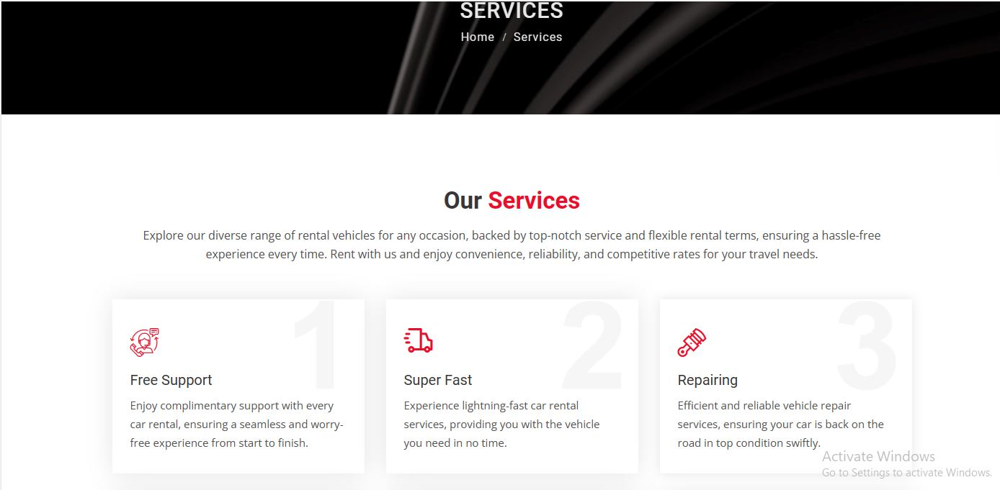 SERVICES
Home / Services
Our Services
Explore our diverse range of rental vehicles for any occasion, backed by top-notch service and flexible rental terms, ensuring a hassle-free
experience every time. Rent with us and enjoy convenience, reliability, and competitive rates for your travel needs.
1
Free Support
Enjoy complimentary support with every
car rental, ensuring a seamless and worry-
free experience from start to finish.
2
Super Fast
Experience lightning-fast car rental
services, providing you with the vehicle
you need in no time.
3
Repairing
Efficient and reliable vehicle repair
services, ensuring your car is back on the
road in top condition swiftly.
Activate Windows
Go to Settings to activate Windows.